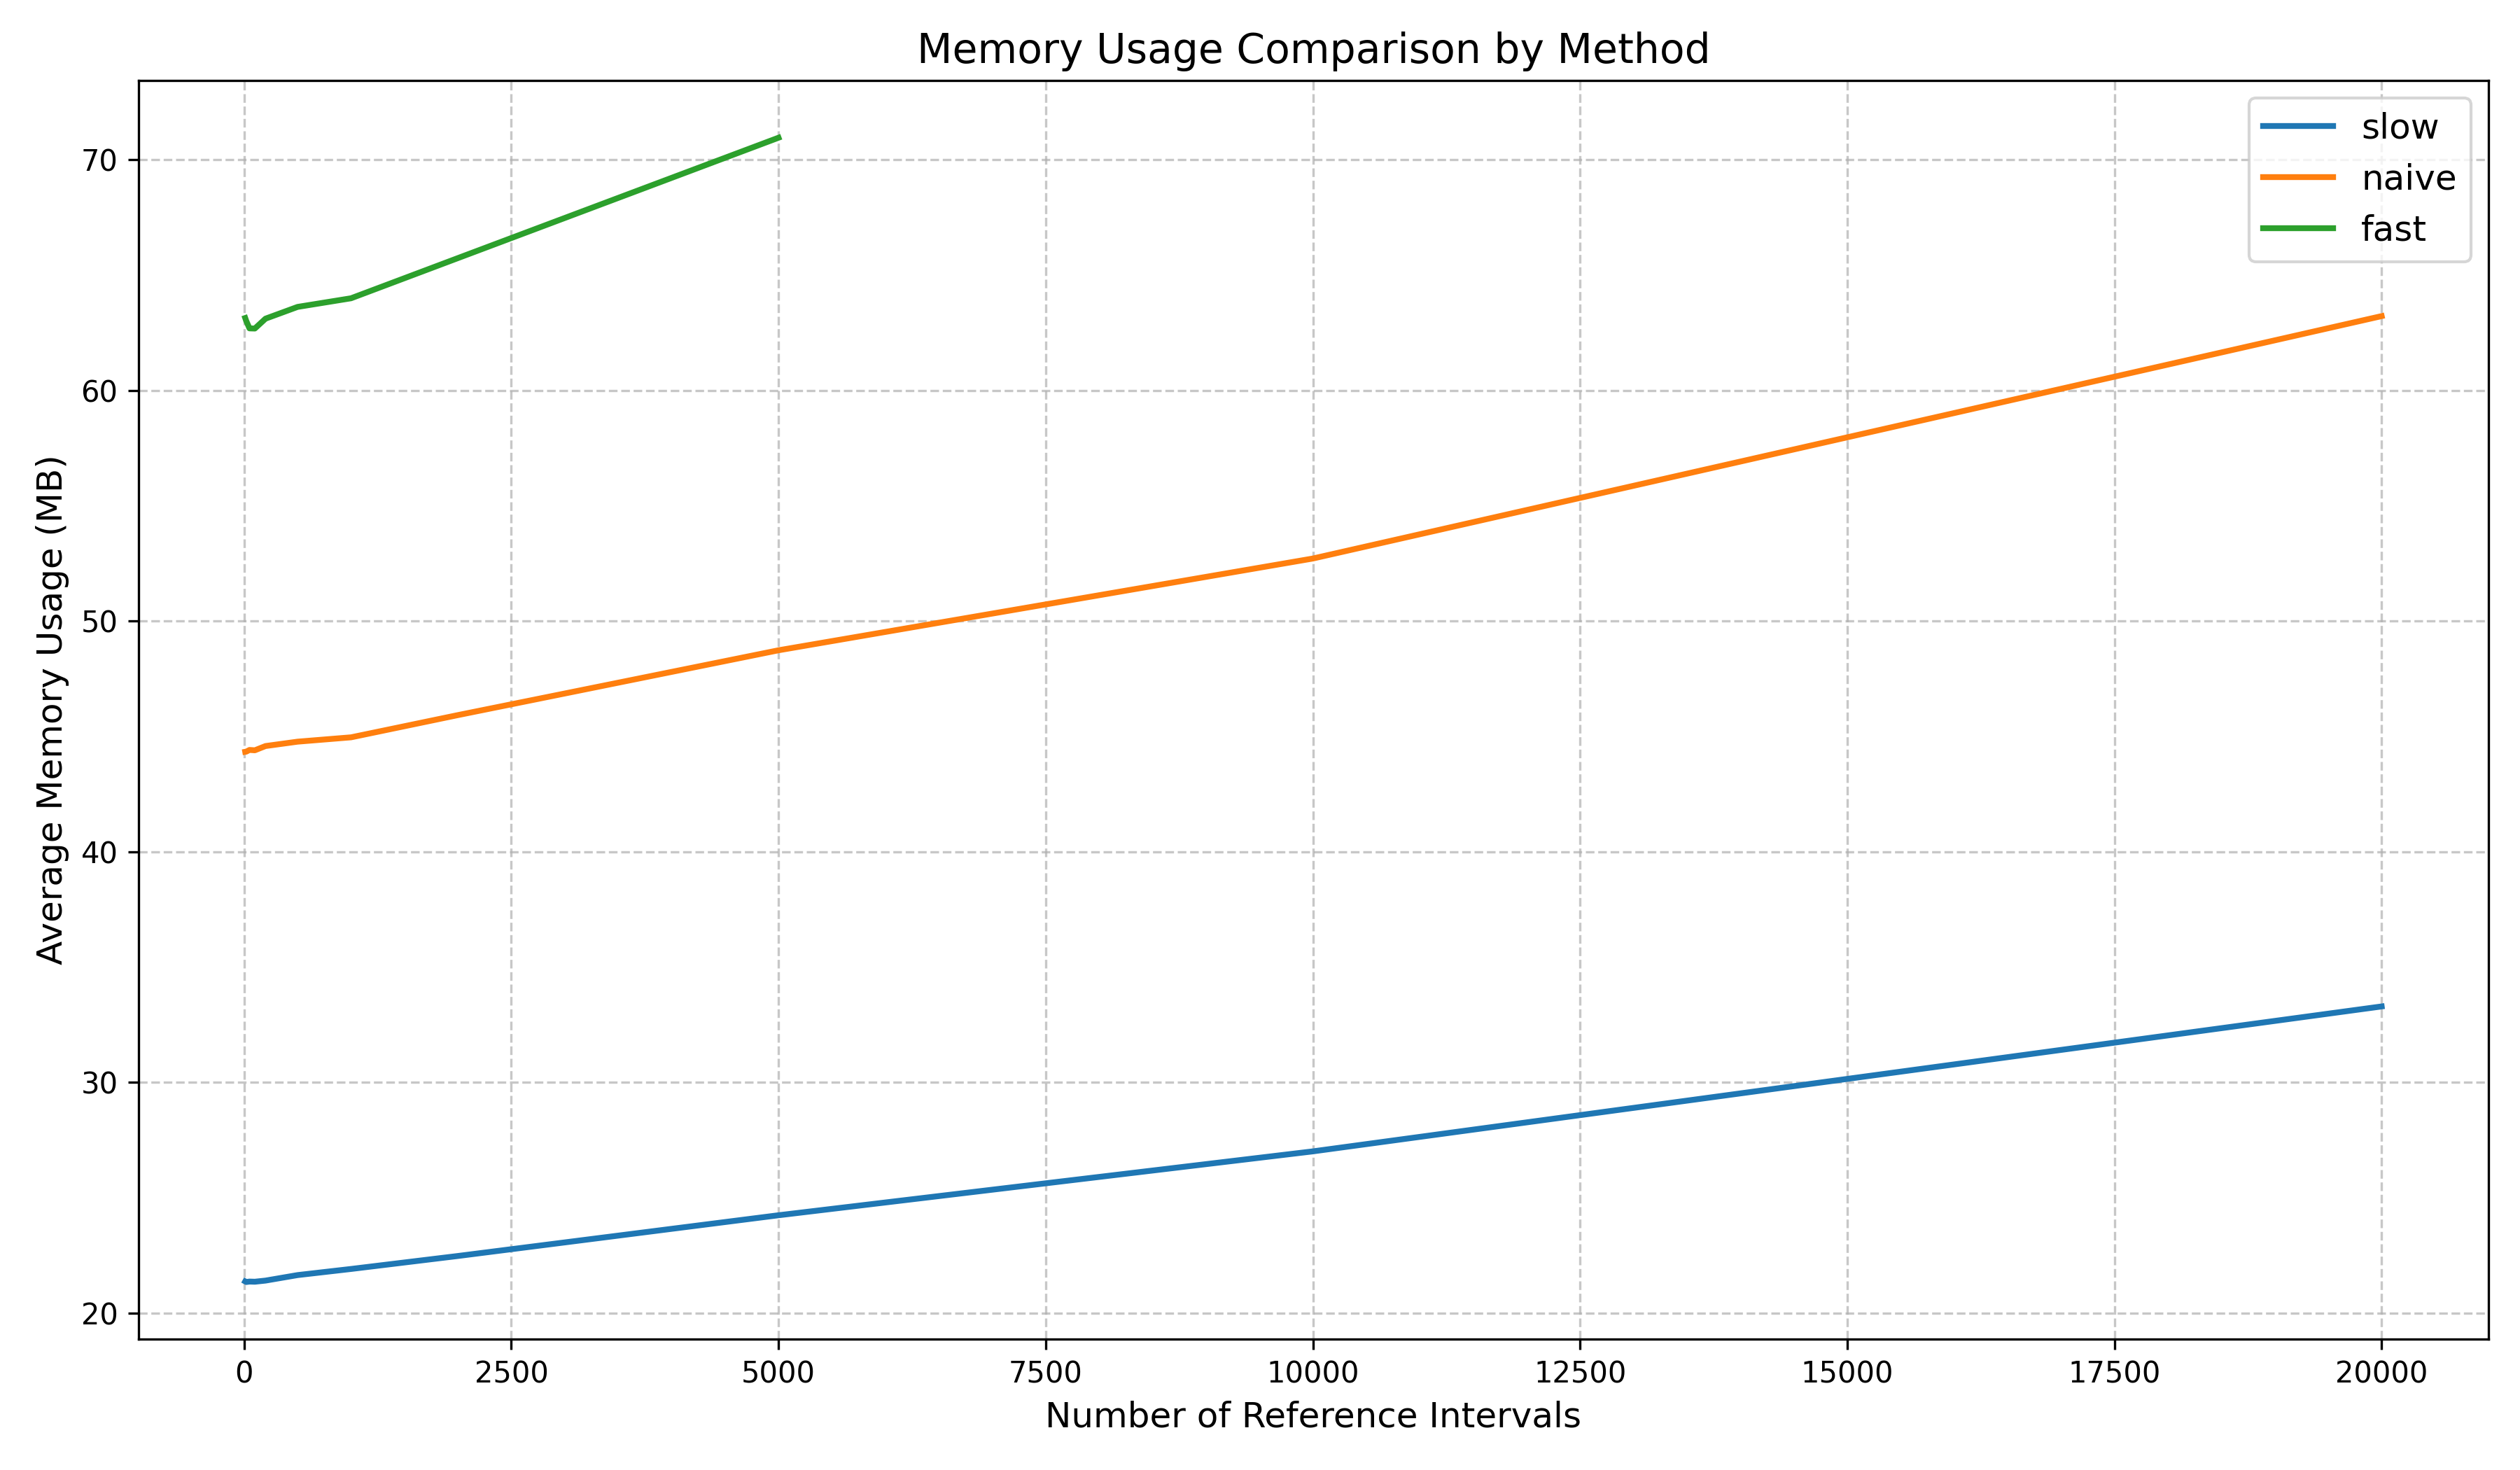 Memory Usage Comparison by Method
slow
naive
fast
Average Memory Usage (MB)
70
60
50
40
30
20
0 2500 5000 7500 10000 12500 15000 17500 20000
Number of Reference Intervals